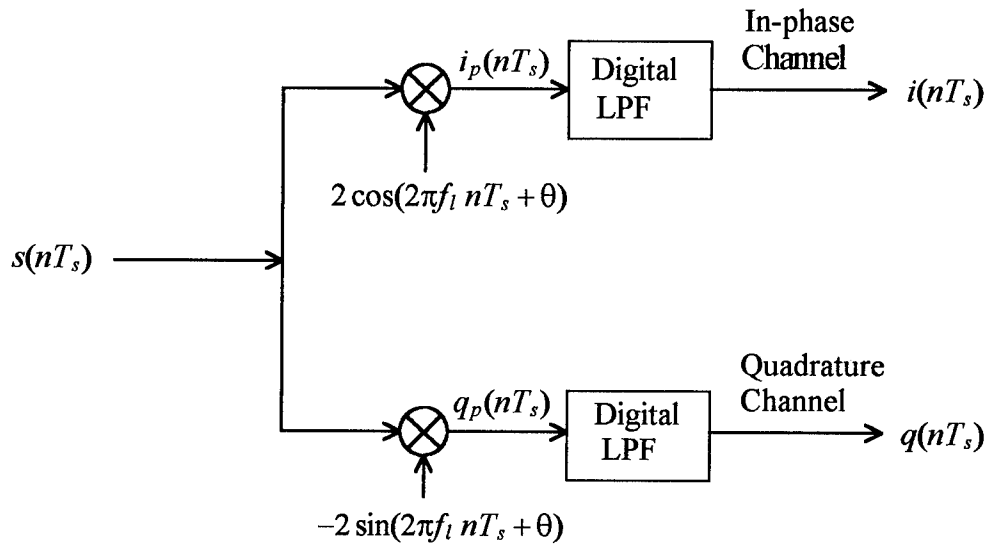 In-phase
Channel
i_p(nT_s)
Digital
LPF
i(nT_s)
2 cos(2πf_l nT_s + θ)
s(nT_s)
Quadrature
Channel
q_p(nT_s)
Digital
LPF
q(nT_s)
−2 sin(2πf_l nT_s + θ)